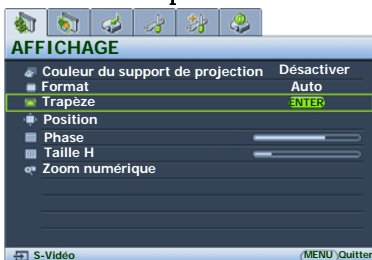 AFFICHAGE
Couleur du support de projection Désactiver
Format Auto
Trapèze ENTER
Position
Phase
Taille H
Zoom numérique
S-Vidéo MENU Quitter